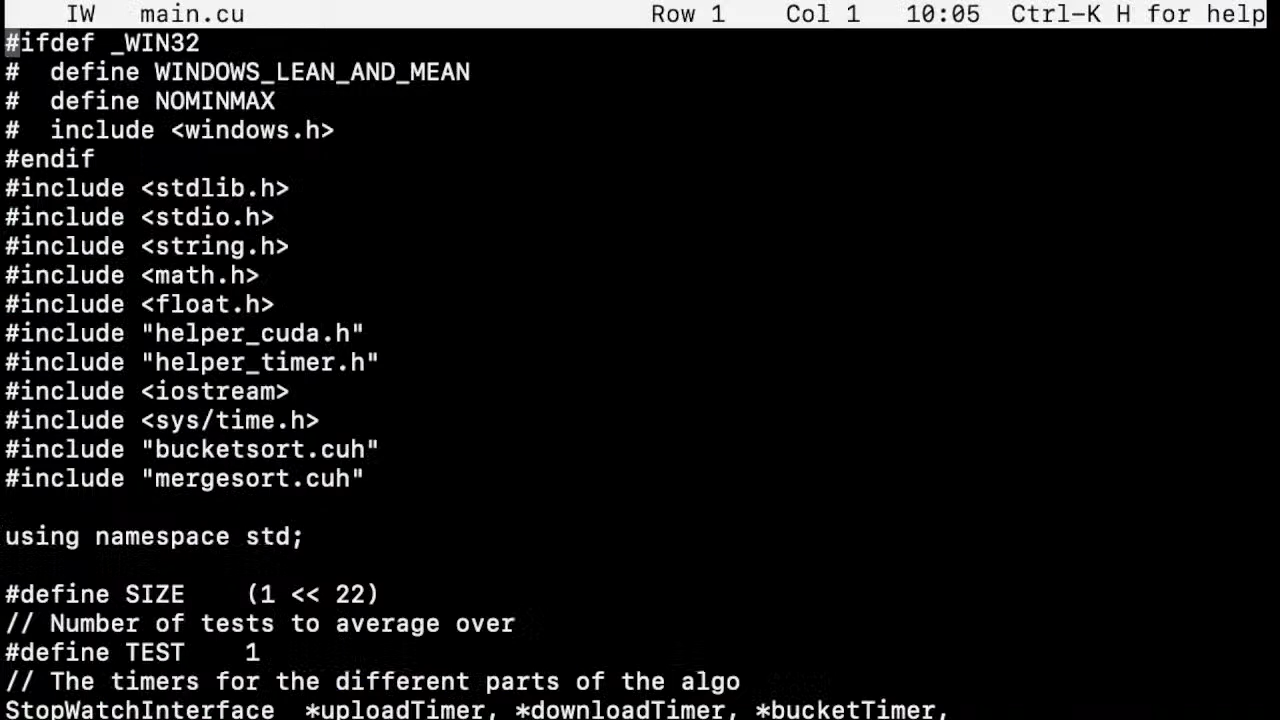 IW   main.cu                           Row 1    Col 1   10:05  Ctrl-K H for help
#ifdef _WIN32
#  define WINDOWS_LEAN_AND_MEAN
#  define NOMINMAX
#  include <windows.h>
#endif
#include <stdlib.h>
#include <stdio.h>
#include <string.h>
#include <math.h>
#include <float.h>
#include "helper_cuda.h"
#include "helper_timer.h"
#include <iostream>
#include <sys/time.h>
#include "bucketsort.cuh"
#include "mergesort.cuh"

using namespace std;

#define SIZE    (1 << 22)
// Number of tests to average over
#define TEST    1
// The timers for the different parts of the algo
StopWatchInterface  *uploadTimer, *downloadTimer, *bucketTimer,